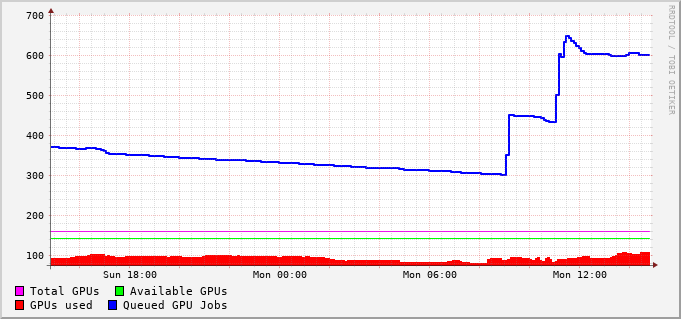 700
600
500
400
300
200
100
Sun 18:00 Mon 00:00 Mon 06:00 Mon 12:00
Total GPUs Available GPUs
GPUs used Queued GPU Jobs
RRDTOOL / TOBI OETIKER